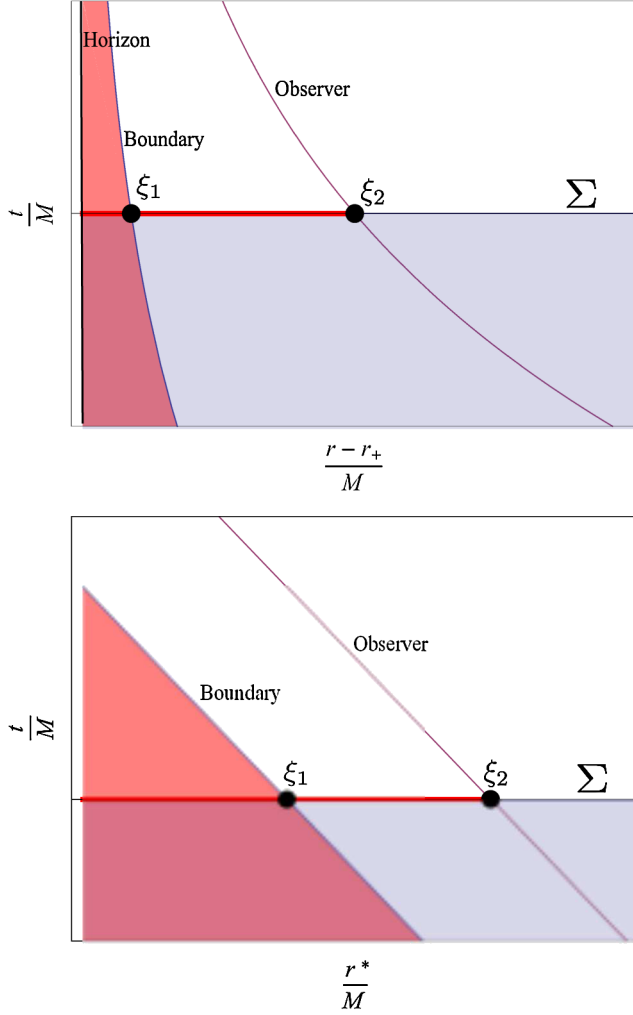 Horizon
Observer
Boundary
ξ1
ξ2
Σ
t/M
r − r+
M
Observer
Boundary
ξ1
ξ2
Σ
t/M
r*
M